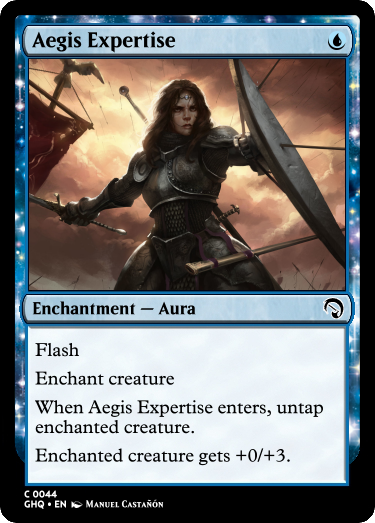 Aegis Expertise
Enchantment — Aura
Flash
Enchant creature
When Aegis Expertise enters, untap
enchanted creature.
Enchanted creature gets +0/+3.
C 0044
GHQ • EN Manuel Castañón